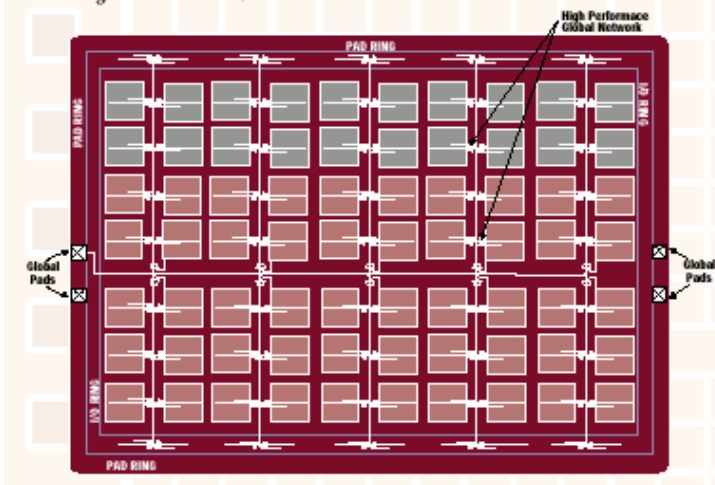 High Performace
Global Network
PAD RING
PAD RING
I/O RING
Global
Pads
Global
Pads
I/O RING
PAD RING